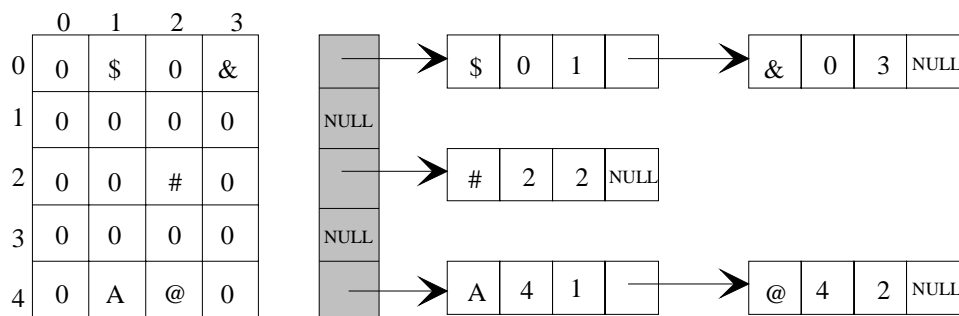 0 1 2 3
0 0 $ 0 & $ 0 1 & 0 3 NULL
1 0 0 0 0 NULL
2 0 0 # 0 # 2 2 NULL
3 0 0 0 0 NULL
4 0 A @ 0 A 4 1 @ 4 2 NULL